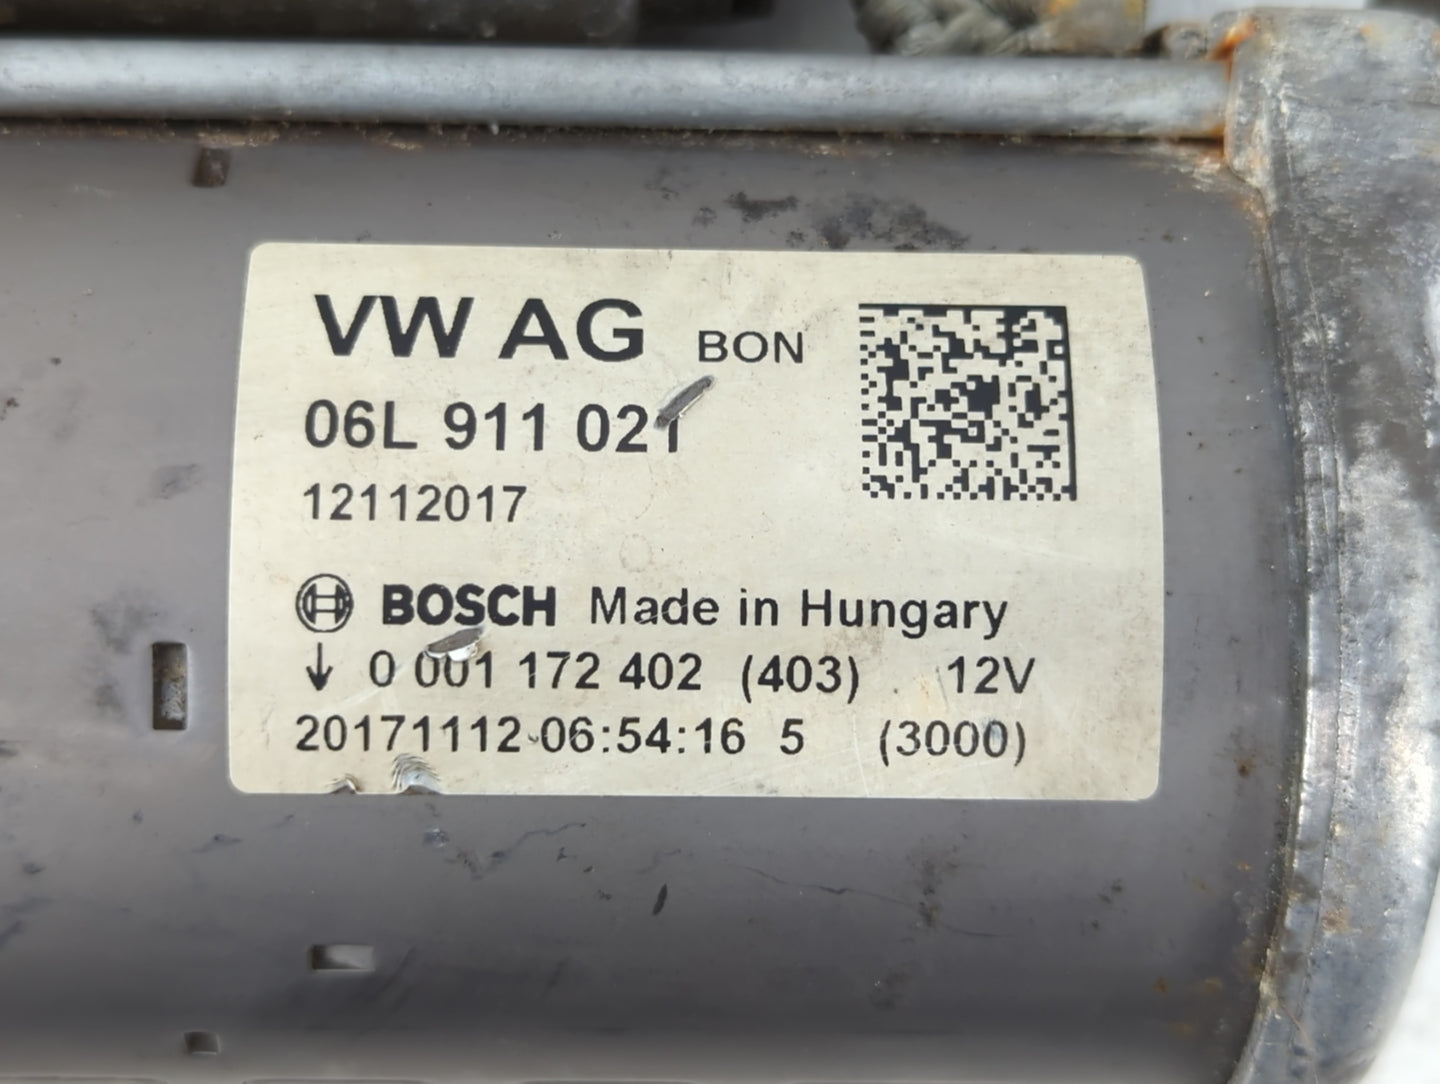 VW AG BON
06L 911 021
12112017
BOSCH Made in Hungary
↓ 0 001 172 402 (403) 12V
20171112 06:54:16 5 (3000)